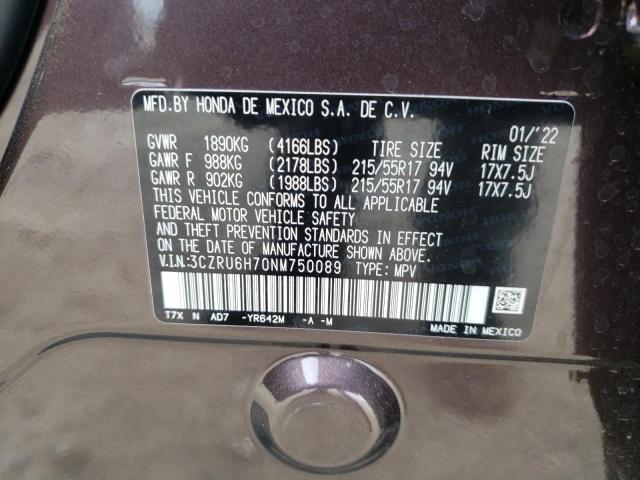 MFD.BY HONDA DE MEXICO S.A. DE C.V.
01/'22
GVWR 1890KG (4166LBS) TIRE SIZE RIM SIZE
GAWR F 988KG (2178LBS) 215/55R17 94V 17X7.5J
GAWR R 902KG (1988LBS) 215/55R17 94V 17X7.5J
THIS VEHICLE CONFORMS TO ALL APPLICABLE
FEDERAL MOTOR VEHICLE SAFETY
AND THEFT PREVENTION STANDARDS IN EFFECT
ON THE DATE OF MANUFACTURE SHOWN ABOVE.
V.I.N:3CZRU6H70NM750089 TYPE: MPV
T7X N AD7 -YR642M -A -M
MADE IN MEXICO